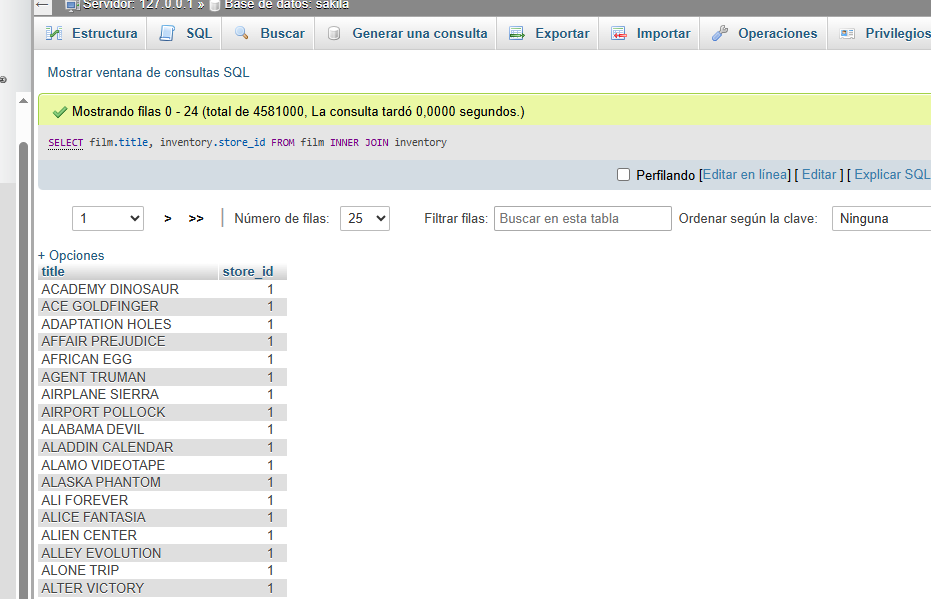 Servidor: 127.0.0.1 » Base de datos: sakila
Estructura SQL Buscar Generar una consulta Exportar Importar Operaciones Privilegios
Mostrar ventana de consultas SQL
Mostrando filas 0 - 24 (total de 4581000, La consulta tardó 0,0000 segundos.)
SELECT film.title, inventory.store_id FROM film INNER JOIN inventory
Perfilando [Editar en línea] [ Editar ] [ Explicar SQL
1 > >> Número de filas: 25 Filtrar filas: Buscar en esta tabla Ordenar según la clave: Ninguna
+ Opciones
title store_id
ACADEMY DINOSAUR 1
ACE GOLDFINGER 1
ADAPTATION HOLES 1
AFFAIR PREJUDICE 1
AFRICAN EGG 1
AGENT TRUMAN 1
AIRPLANE SIERRA 1
AIRPORT POLLOCK 1
ALABAMA DEVIL 1
ALADDIN CALENDAR 1
ALAMO VIDEOTAPE 1
ALASKA PHANTOM 1
ALI FOREVER 1
ALICE FANTASIA 1
ALIEN CENTER 1
ALLEY EVOLUTION 1
ALONE TRIP 1
ALTER VICTORY 1